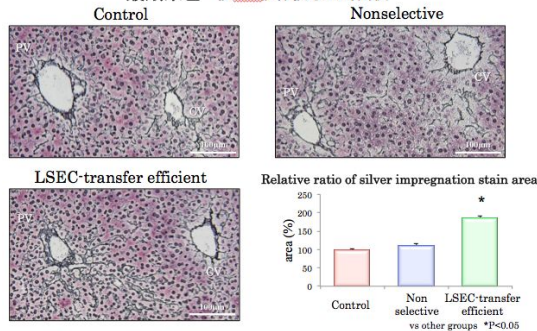 Control
Nonselective
PV
CV
100μm
PV
CV
100μm
LSEC-transfer efficient
PV
CV
100μm
Relative ratio of silver impregnation stain area
area (%)
250
200
150
100
50
0
*
Control
Non
selective
LSEC-transfer
efficient
vs other groups *P<0.05